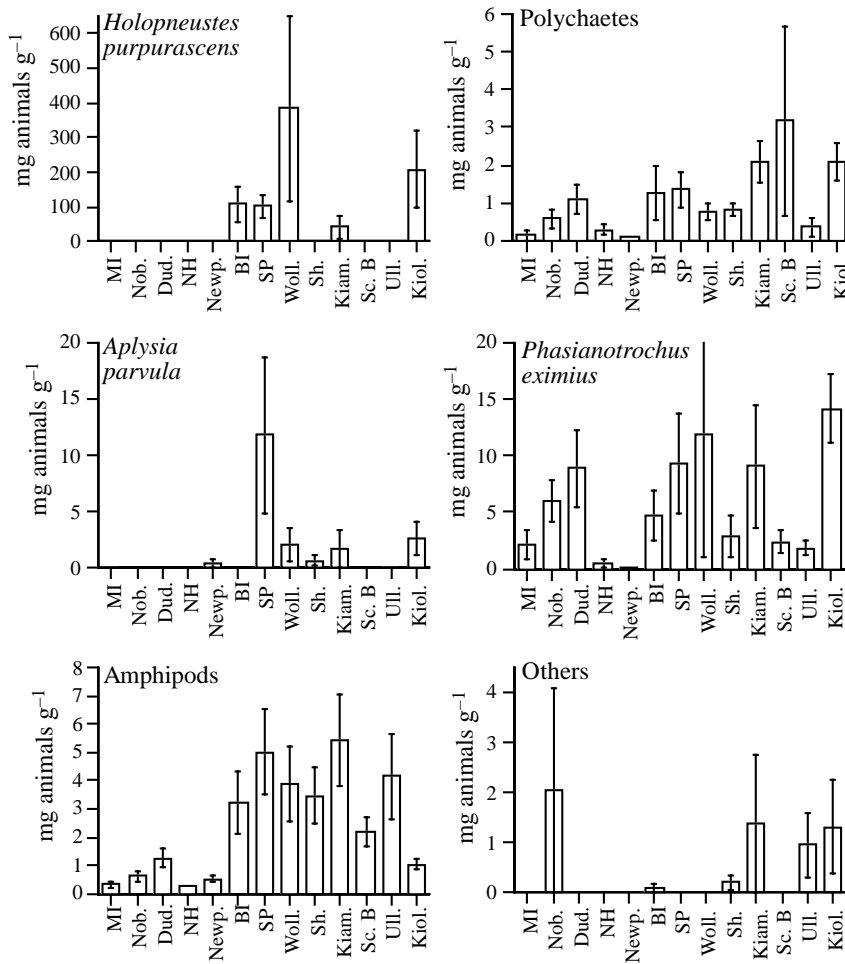 Holopneustes
purpurascens
mg animals g⁻¹
600
500
400
300
200
100
0
MI
Nob.
Dud.
NH
Newp.
BI
SP
Woll.
Sh.
Kiam.
Sc. B
Ull.
Kiol.
Polychaetes
mg animals g⁻¹
6
5
4
3
2
1
0
MI
Nob.
Dud.
NH
Newp.
BI
SP
Woll.
Sh.
Kiam.
Sc. B
Ull.
Kiol.
Aplysia
parvula
mg animals g⁻¹
20
15
10
5
0
MI
Nob.
Dud.
NH
Newp.
BI
SP
Woll.
Sh.
Kiam.
Sc. B
Ull.
Kiol.
Phasianotrochus
eximius
mg animals g⁻¹
20
15
10
5
0
MI
Nob.
Dud.
NH
Newp.
BI
SP
Woll.
Sh.
Kiam.
Sc. B
Ull.
Kiol.
Amphipods
mg animals g⁻¹
8
7
6
5
4
3
2
1
0
MI
Nob.
Dud.
NH
Newp.
BI
SP
Woll.
Sh.
Kiam.
Sc. B
Ull.
Kiol.
Others
mg animals g⁻¹
4
3
2
1
0
MI
Nob.
Dud.
NH
Newp.
BI
SP
Woll.
Sh.
Kiam.
Sc. B
Ull.
Kiol.